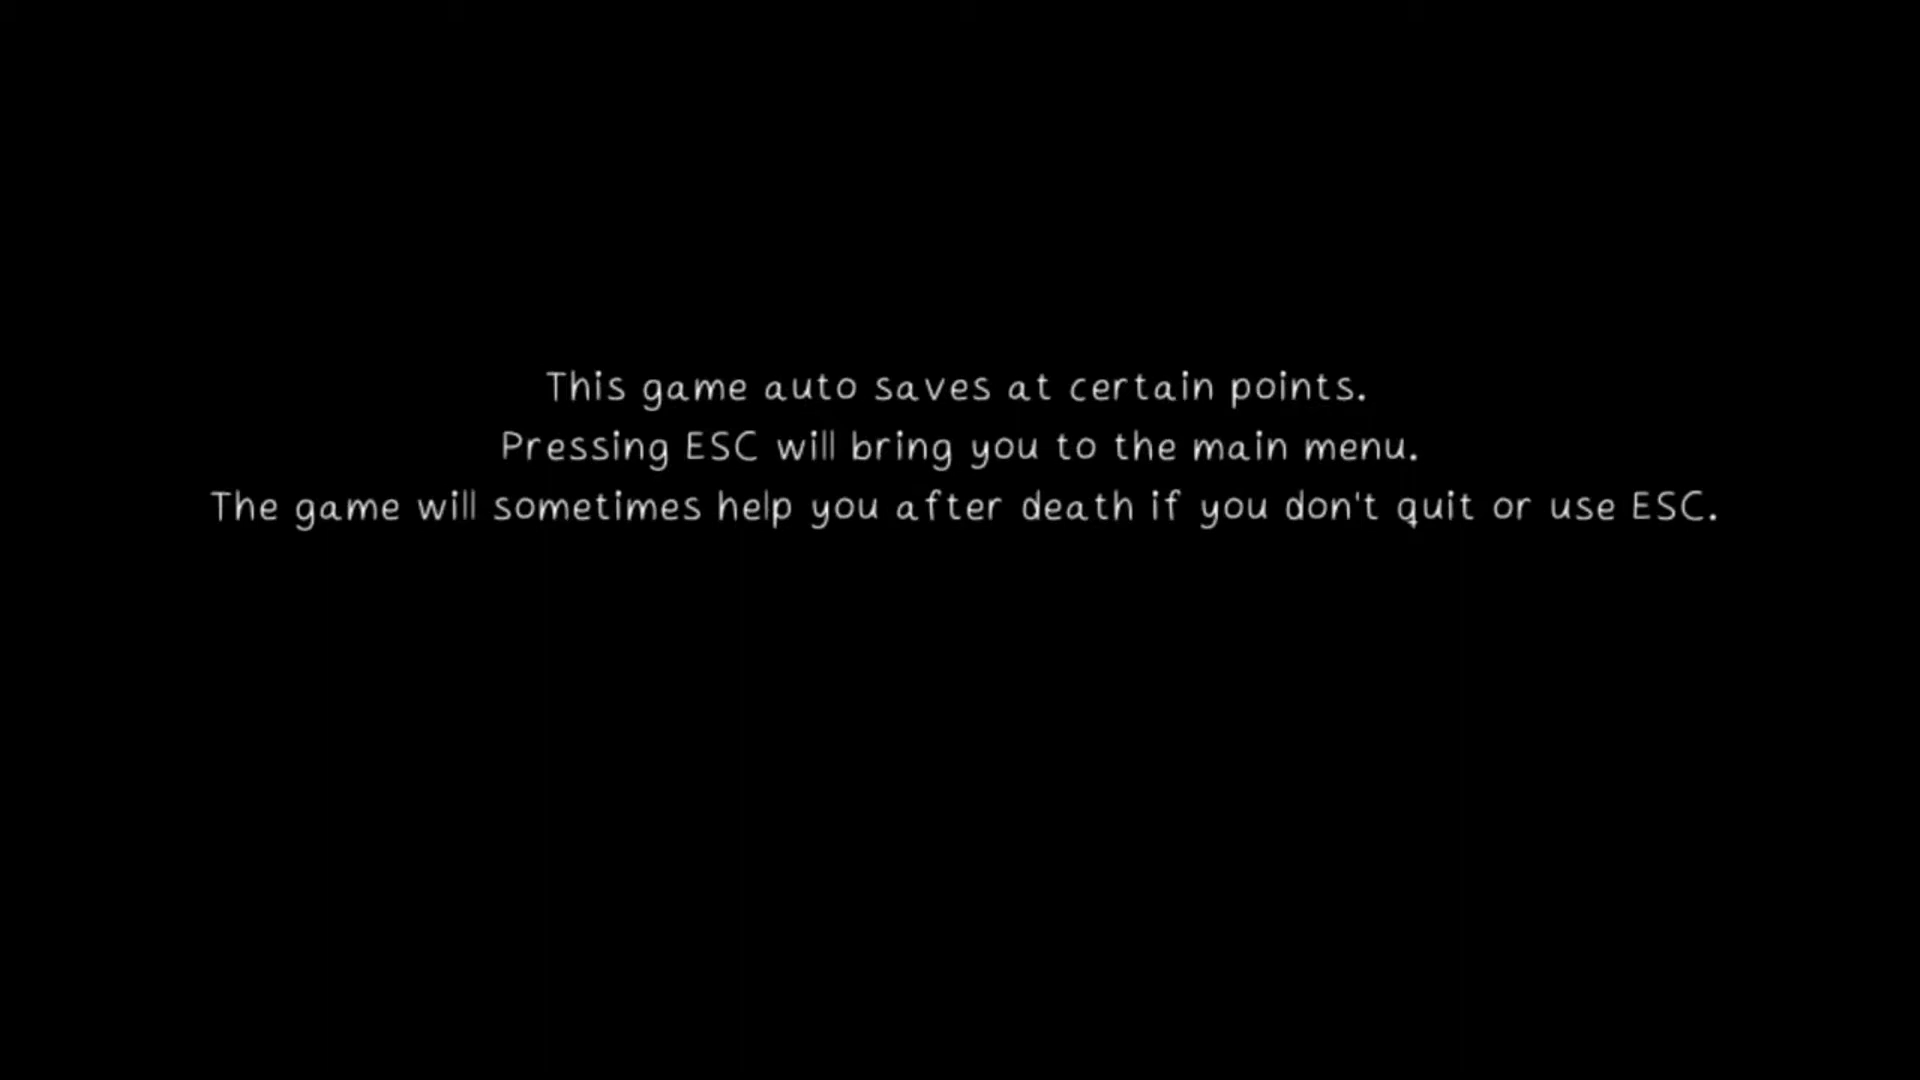 This game auto saves at certain points.
Pressing ESC will bring you to the main menu.
The game will sometimes help you after death if you don't quit or use ESC.